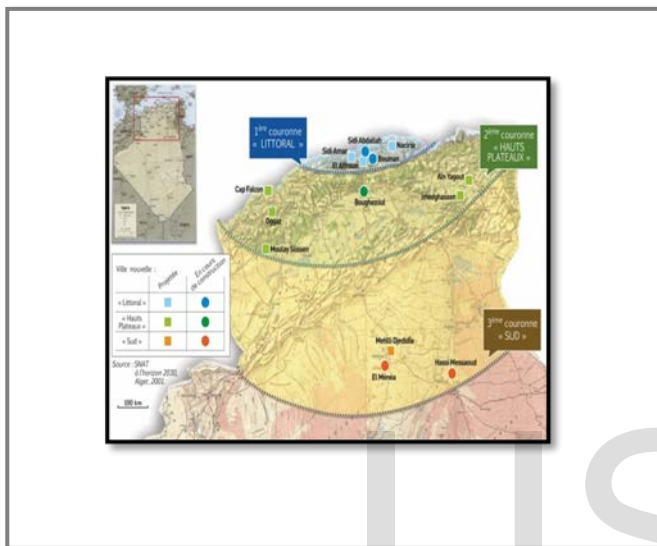 1ère couronne
« LITTORAL »
2ème couronne
« HAUTS
PLATEAUX »
Sidi Abdallah
Naciria
Sidi Amar
El Affroun
Bouinan
Cap Falcon
Oggaz
Moulay Slissen
Boughezoul
Aïn Yagout
Imedghassen
Ville nouvelle :
Projetée
En cours
de construction
« Littoral »
« Hauts
Plateaux »
« Sud »
3ème couronne
« SUD »
Metlili Djedida
Hassi Messaoud
El Ménéa
Source : SNAT
à l'horizon 2030,
Alger, 2001.
100 km